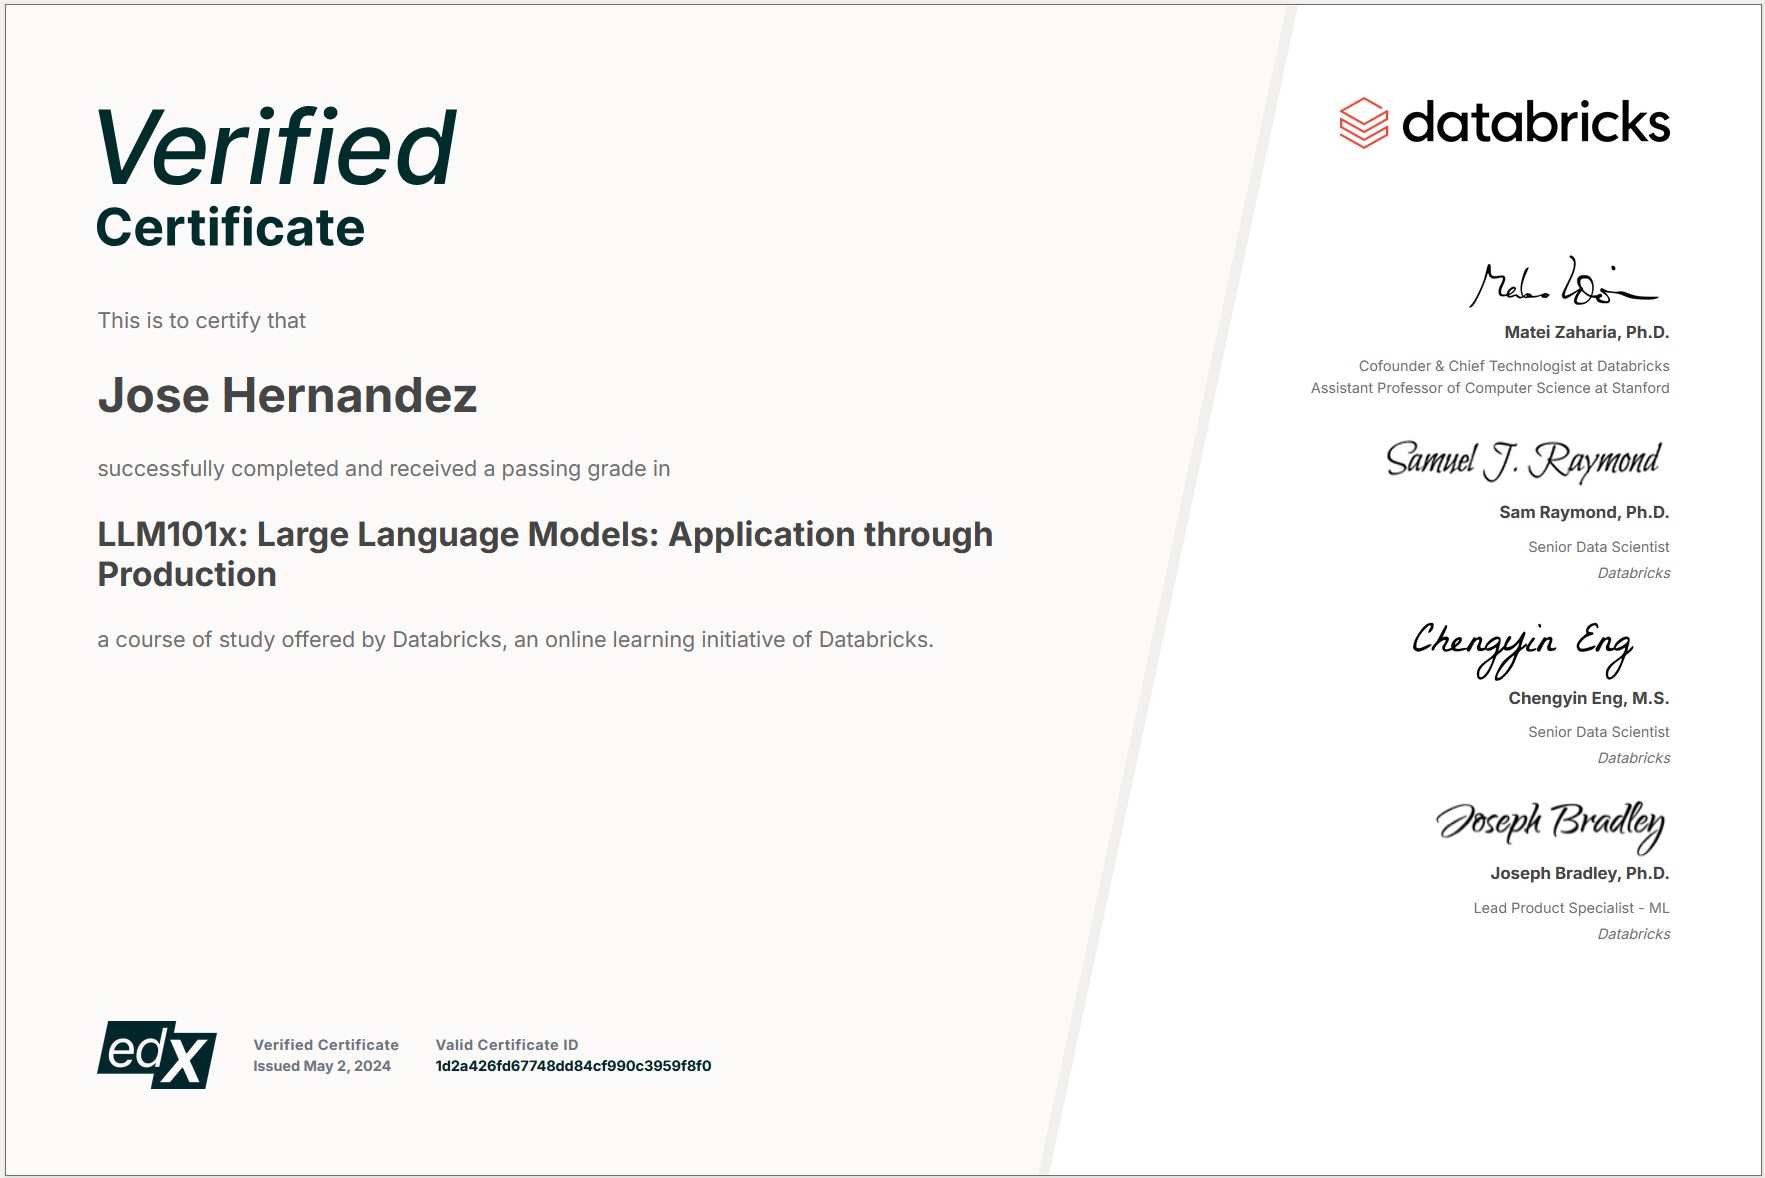 Verified
Certificate
This is to certify that
Jose Hernandez
successfully completed and received a passing grade in
LLM101x: Large Language Models: Application through
Production
a course of study offered by Databricks, an online learning initiative of Databricks.
edX
Verified Certificate
Issued May 2, 2024
Valid Certificate ID
1d2a426fd67748dd84cf990c3959f8f0
databricks
Matei Zaharia, Ph.D.
Cofounder & Chief Technologist at Databricks
Assistant Professor of Computer Science at Stanford
Samuel J. Raymond
Sam Raymond, Ph.D.
Senior Data Scientist
Databricks
Chengyin Eng
Chengyin Eng, M.S.
Senior Data Scientist
Databricks
Joseph Bradley
Joseph Bradley, Ph.D.
Lead Product Specialist - ML
Databricks